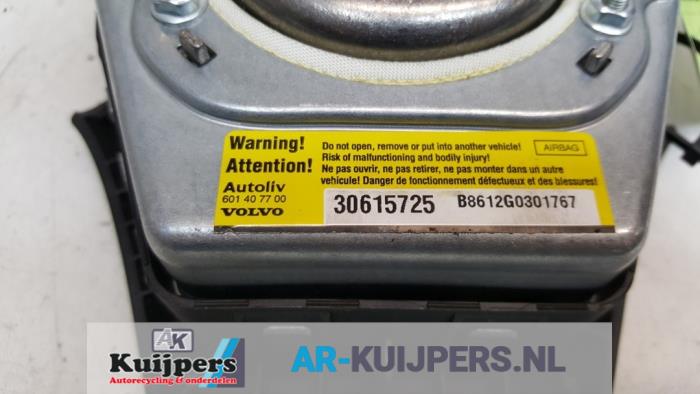 Warning!
Attention!
Autoliv
601 40 77 00
VOLVO
Do not open, remove or put into another vehicle!
Risk of malfunctioning and bodily injury!
Ne pas ouvrir, ne pas retirer, ne pas monter dans un autre
vehicule! Danger de fonctionnement défectueux et des blessures!
AIRBAG
30615725
B8612G0301767
AK
Kuijpers
Autorecycling & onderdelen
AR-KUIJPERS.NL